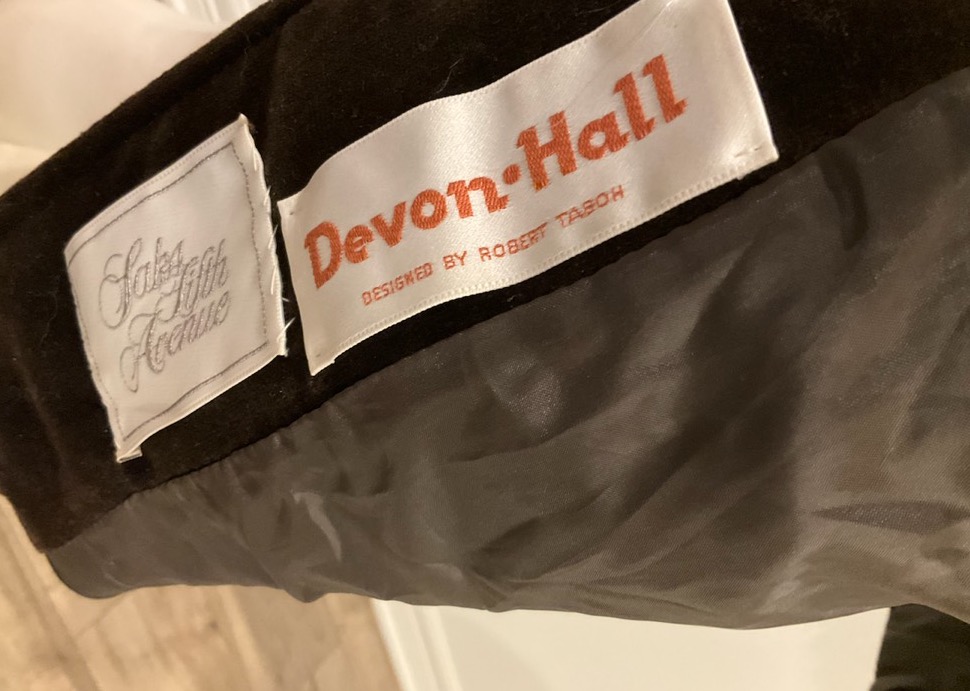 Saks
Fifth
Avenue
Devon·Hall
DESIGNED BY ROBERT TABOH